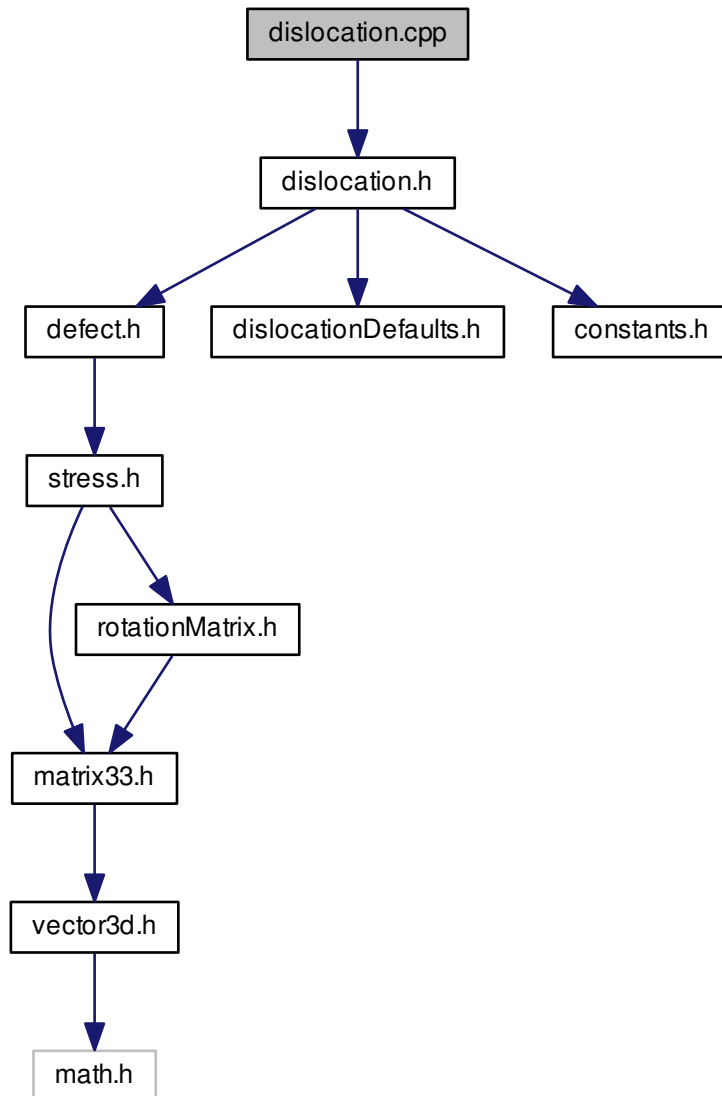 dislocation.cpp
dislocation.h
defect.h
dislocationDefaults.h
constants.h
stress.h
rotationMatrix.h
matrix33.h
vector3d.h
math.h